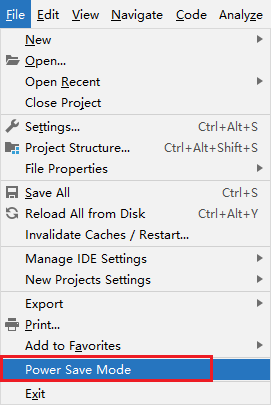 File Edit View Navigate Code Analyze
New
Open...
Open Recent
Close Project
Settings... Ctrl+Alt+S
Project Structure... Ctrl+Alt+Shift+S
File Properties
Save All Ctrl+S
Reload All from Disk Ctrl+Alt+Y
Invalidate Caches / Restart...
Manage IDE Settings
New Projects Settings
Export
Print...
Add to Favorites
Power Save Mode
Exit